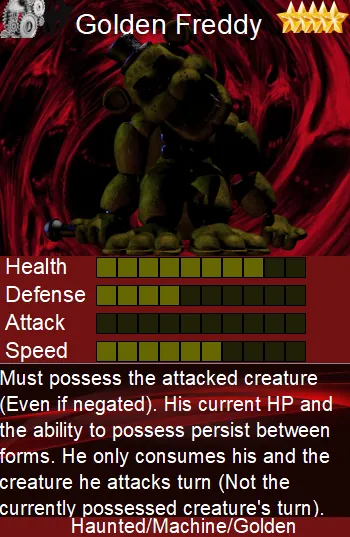 Golden Freddy
Health
Defense
Attack
Speed
Must possess the attacked creature
(Even if negated). His current HP and
the ability to possess persist between
forms. He only consumes his and the
creature he attacks turn (Not the
currently possessed creature's turn).
Haunted/Machine/Golden